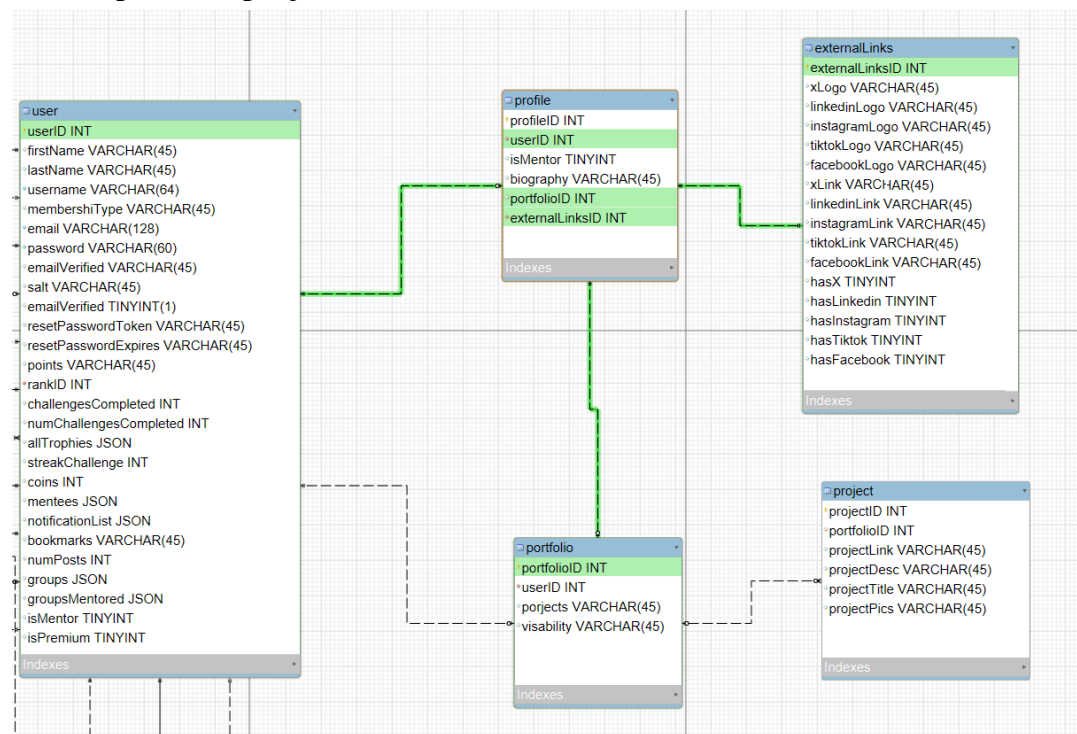 user
userID INT
firstName VARCHAR(45)
lastName VARCHAR(45)
username VARCHAR(64)
membershiType VARCHAR(45)
email VARCHAR(128)
password VARCHAR(60)
emailVerified VARCHAR(45)
salt VARCHAR(45)
emailVerified TINYINT(1)
resetPasswordToken VARCHAR(45)
resetPasswordExpires VARCHAR(45)
points VARCHAR(45)
rankID INT
challengesCompleted INT
numChallengesCompleted INT
allTrophies JSON
streakChallenge INT
coins INT
mentees JSON
notificationList JSON
bookmarks VARCHAR(45)
numPosts INT
groups JSON
groupsMentored JSON
isMentor TINYINT
isPremium TINYINT
Indexes
profile
profileID INT
userID INT
isMentor TINYINT
biography VARCHAR(45)
portfolioID INT
externalLinksID INT
Indexes
externalLinks
externalLinksID INT
xLogo VARCHAR(45)
linkedinLogo VARCHAR(45)
instagramLogo VARCHAR(45)
tiktokLogo VARCHAR(45)
facebookLogo VARCHAR(45)
xLink VARCHAR(45)
linkedinLink VARCHAR(45)
instagramLink VARCHAR(45)
tiktokLink VARCHAR(45)
facebookLink VARCHAR(45)
hasX TINYINT
hasLinkedin TINYINT
hasInstagram TINYINT
hasTiktok TINYINT
hasFacebook TINYINT
Indexes
portfolio
portfolioID INT
userID INT
porjects VARCHAR(45)
visability VARCHAR(45)
Indexes
project
projectID INT
portfolioID INT
projectLink VARCHAR(45)
projectDesc VARCHAR(45)
projectTitle VARCHAR(45)
projectPics VARCHAR(45)
Indexes